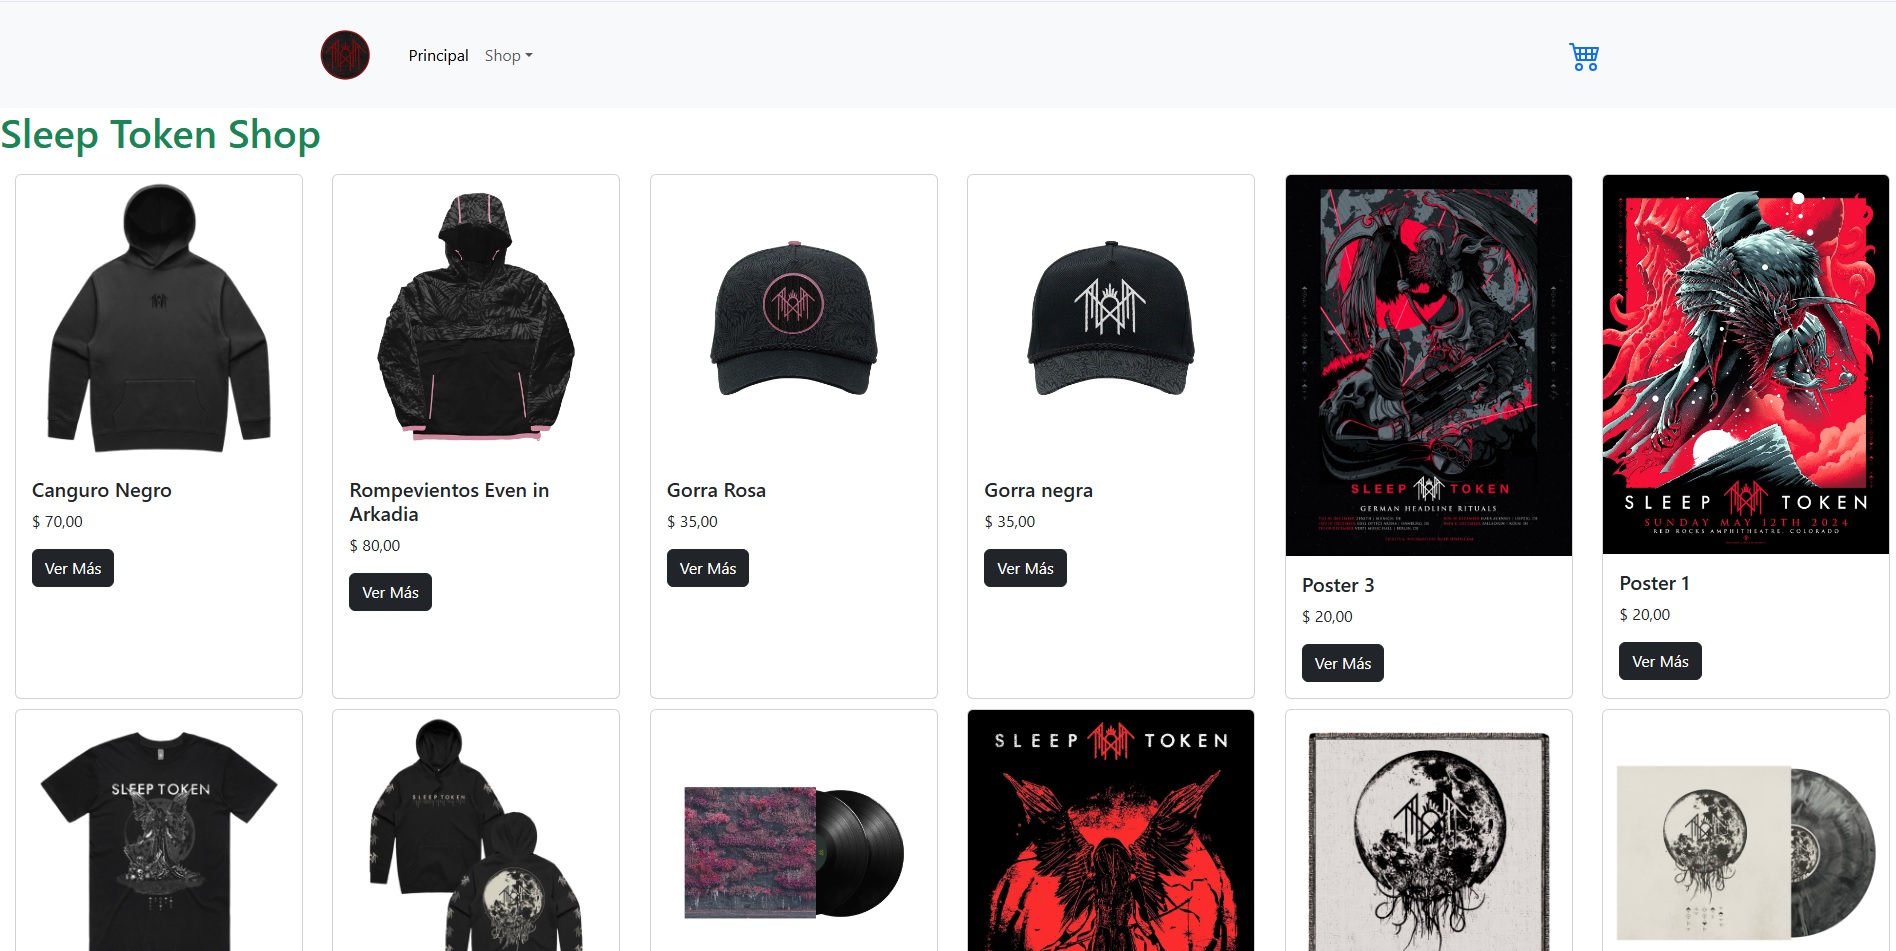 Principal
Shop
Sleep Token Shop
Canguro Negro
$ 70,00
Ver Más
Rompevientos Even in
Arkadia
$ 80,00
Ver Más
Gorra Rosa
$ 35,00
Ver Más
Gorra negra
$ 35,00
Ver Más
SLEEP TOKEN
GERMAN HEADLINE RITUALS
Poster 3
$ 20,00
Ver Más
SLEEP TOKEN
SUNDAY MAY 12TH 2024
RED ROCKS AMPHITHEATRE, COLORADO
Poster 1
$ 20,00
Ver Más
SLEEP TOKEN
SLEEP TOKEN
SLEEP TOKEN